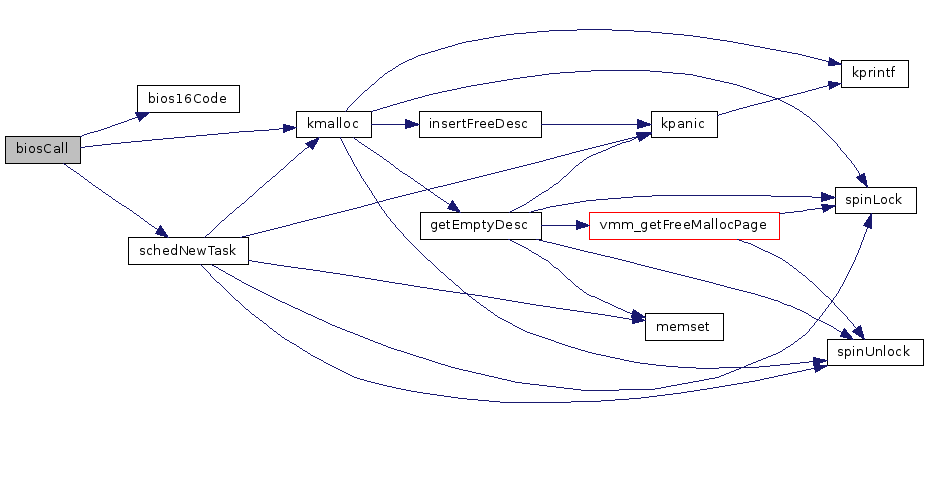 biosCall
bios16Code
schedNewTask
kmalloc
insertFreeDesc
getEmptyDesc
kpanic
vmm_getFreeMallocPage
memset
kprintf
spinLock
spinUnlock